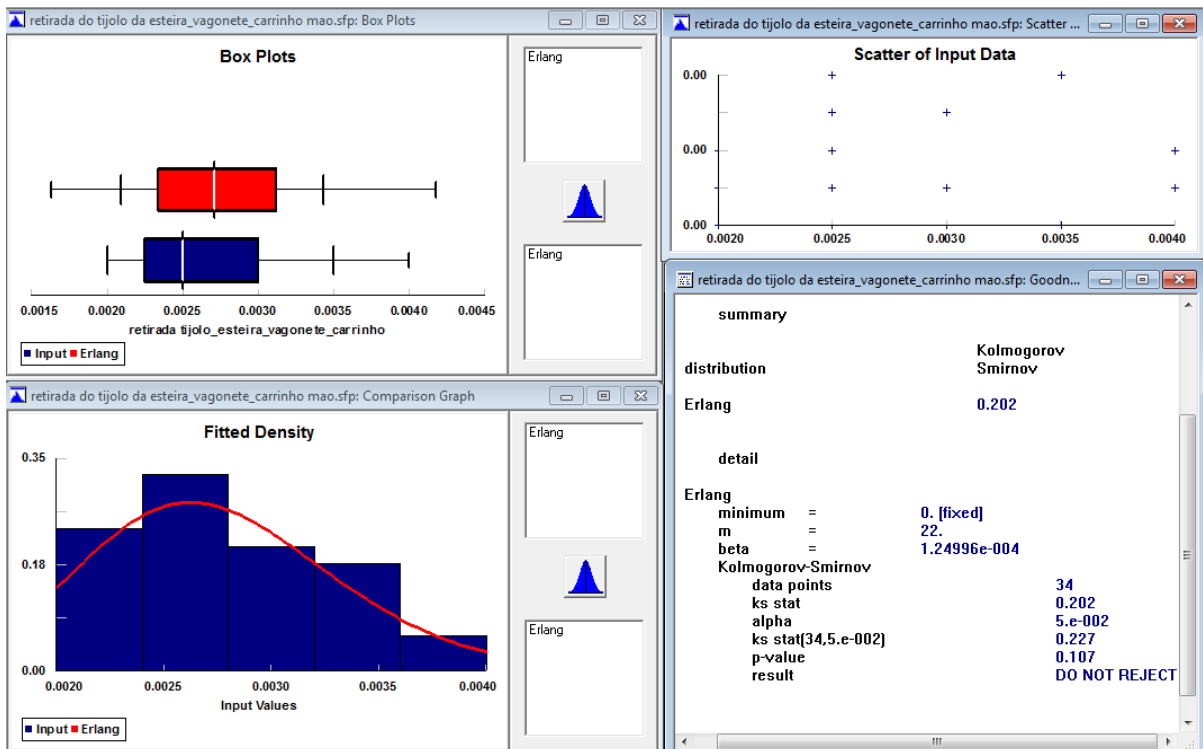 retirada do tijolo da esteira_vagonete_carrinho mao.sfp: Box Plots
Box Plots
0.0015 0.0020 0.0025 0.0030 0.0035 0.0040 0.0045
retirada tijolo_esteira_vagonete_carrinho
Input Erlang
Erlang
Erlang
retirada do tijolo da esteira_vagonete_carrinho mao.sfp: Scatter ...
Scatter of Input Data
0.00
0.00
0.00
0.0020 0.0025 0.0030 0.0035 0.0040
retirada do tijolo da esteira_vagonete_carrinho mao.sfp: Comparison Graph
Fitted Density
0.35
0.18
0.00
0.0020 0.0025 0.0030 0.0035 0.0040
Input Values
Input Erlang
Erlang
Erlang
retirada do tijolo da esteira_vagonete_carrinho mao.sfp: Goodn...
summary
Kolmogorov
distribution Smirnov
Erlang 0.202
detail
Erlang
minimum = 0. [fixed]
m = 22.
beta = 1.24996e-004
Kolmogorov-Smirnov
data points 34
ks stat 0.202
alpha 5.e-002
ks stat(34,5.e-002) 0.227
p-value 0.107
result DO NOT REJECT